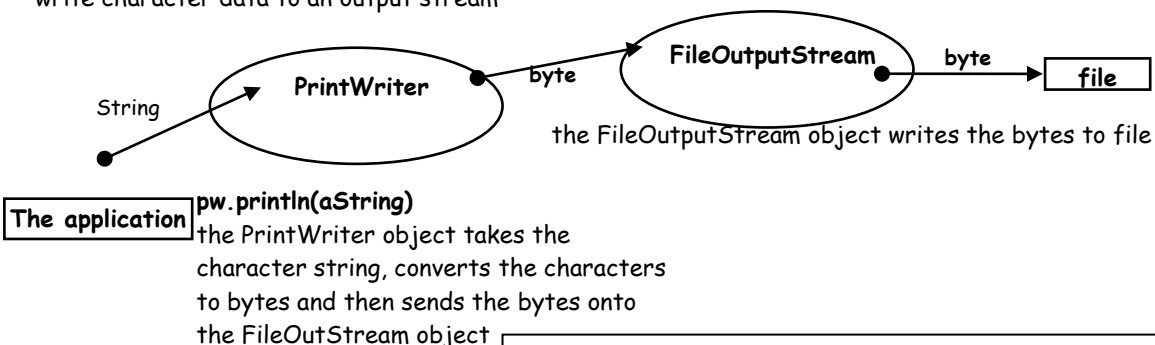 write character data to an output stream
FileOutputStream
byte
file
PrintWriter
byte
String
the FileOutputStream object writes the bytes to file
The application
pw.println(aString)
the PrintWriter object takes the
character string, converts the characters
to bytes and then sends the bytes onto
the FileOutStream object